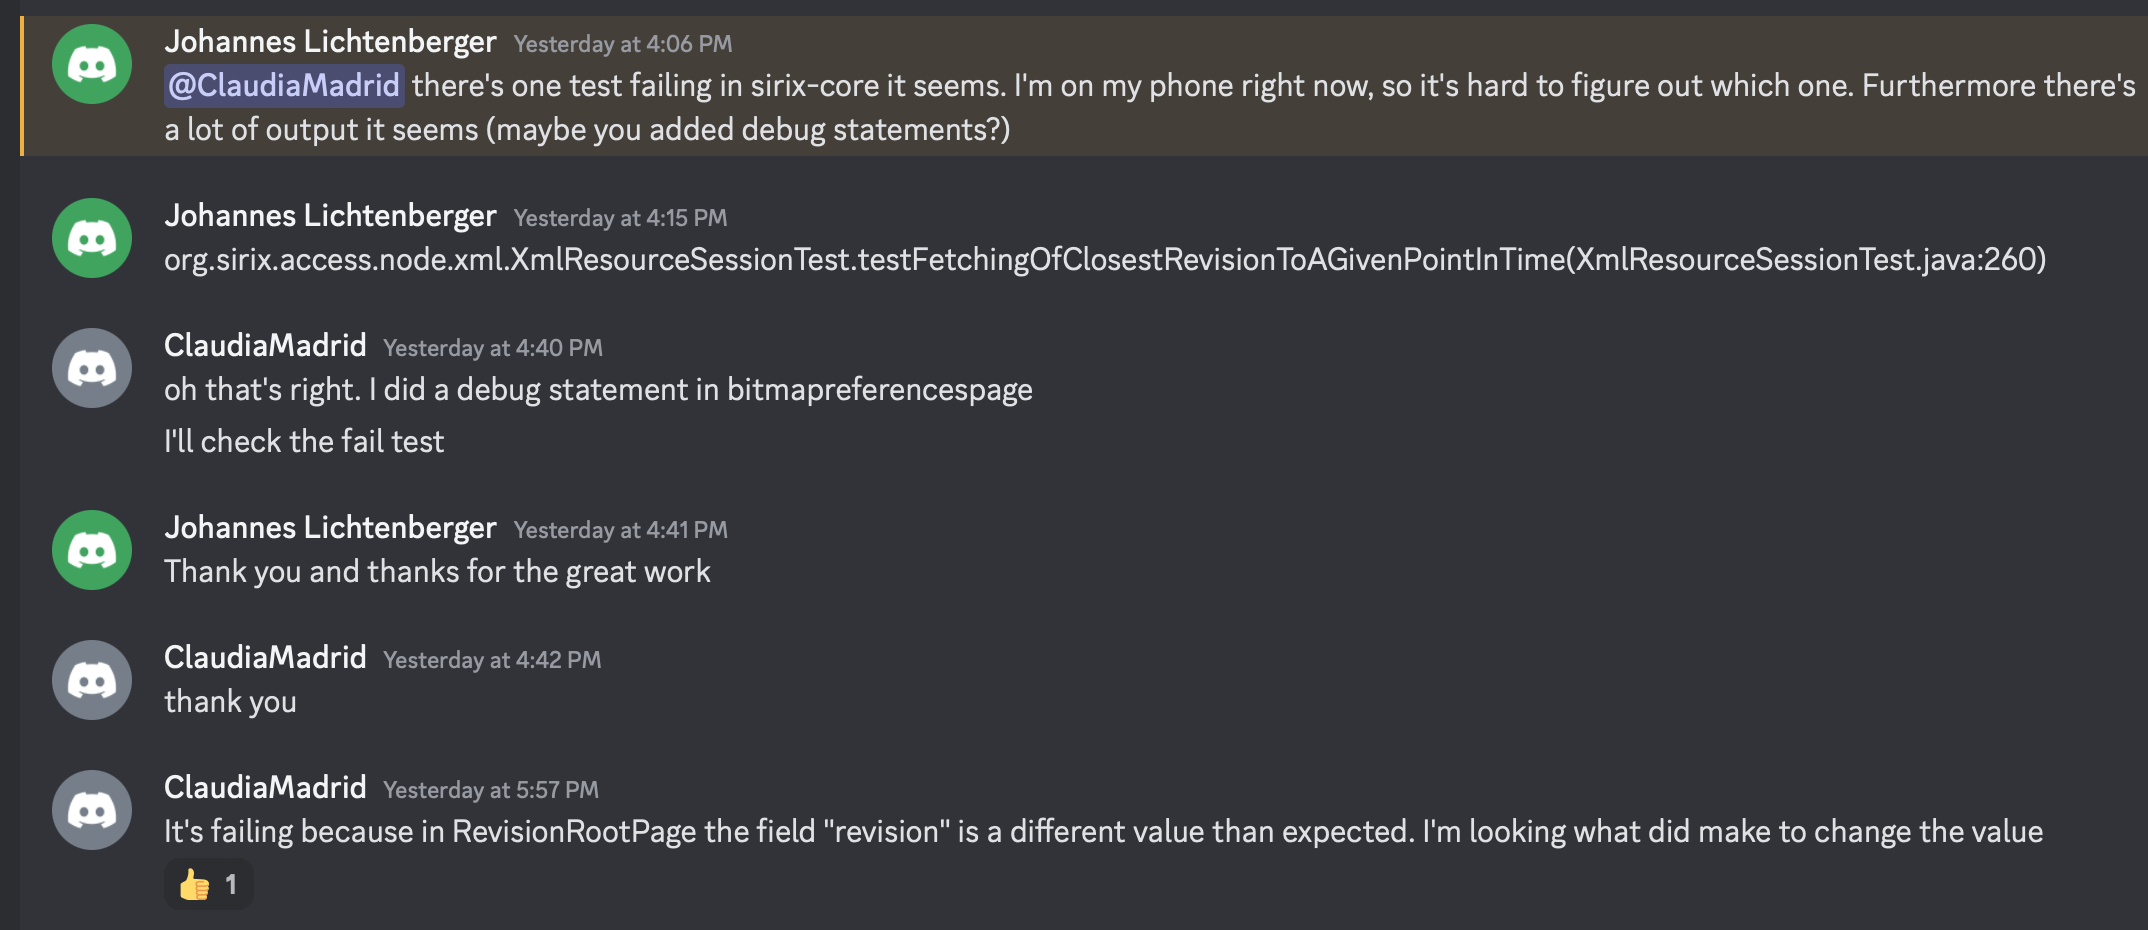 Johannes Lichtenberger Yesterday at 4:06 PM
@ClaudiaMadrid there's one test failing in sirix-core it seems. I'm on my phone right now, so it's hard to figure out which one. Furthermore there's
a lot of output it seems (maybe you added debug statements?)
Johannes Lichtenberger Yesterday at 4:15 PM
org.sirix.access.node.xml.XmlResourceSessionTest.testFetchingOfClosestRevisionToAGivenPointInTime(XmlResourceSessionTest.java:260)
ClaudiaMadrid Yesterday at 4:40 PM
oh that's right. I did a debug statement in bitmapreferencespage
I'll check the fail test
Johannes Lichtenberger Yesterday at 4:41 PM
Thank you and thanks for the great work
ClaudiaMadrid Yesterday at 4:42 PM
thank you
ClaudiaMadrid Yesterday at 5:57 PM
It's failing because in RevisionRootPage the field "revision" is a different value than expected. I'm looking what did make to change the value
👍 1